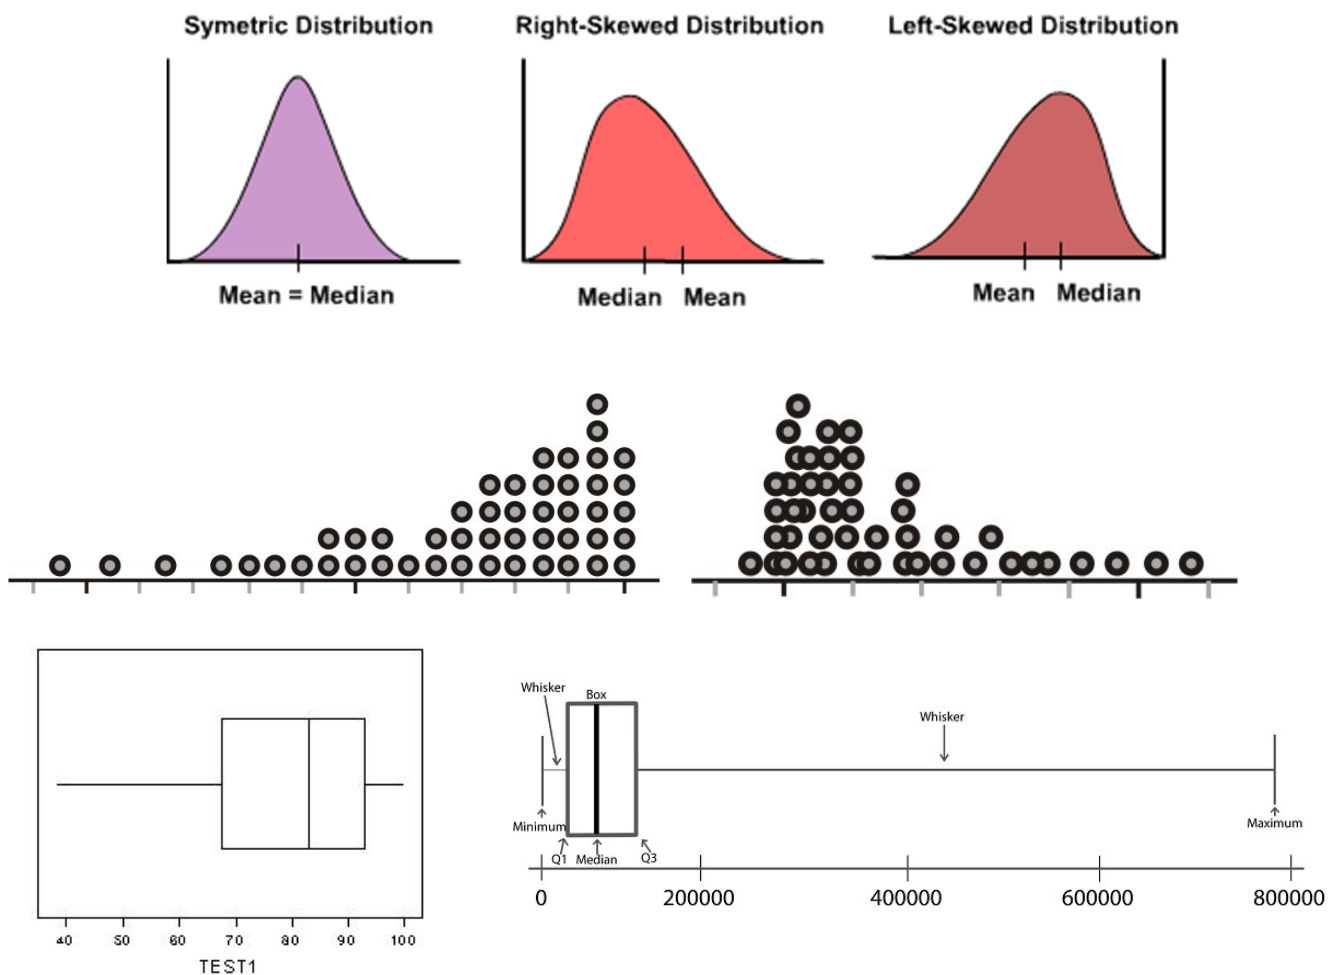 Symetric Distribution
Right-Skewed Distribution
Left-Skewed Distribution
Mean = Median
Median Mean
Mean Median
40 50 60 70 80 90 100
TEST1
Whisker
Box
Whisker
Minimum
Maximum
Q1 Median Q3
0 200000 400000 600000 800000